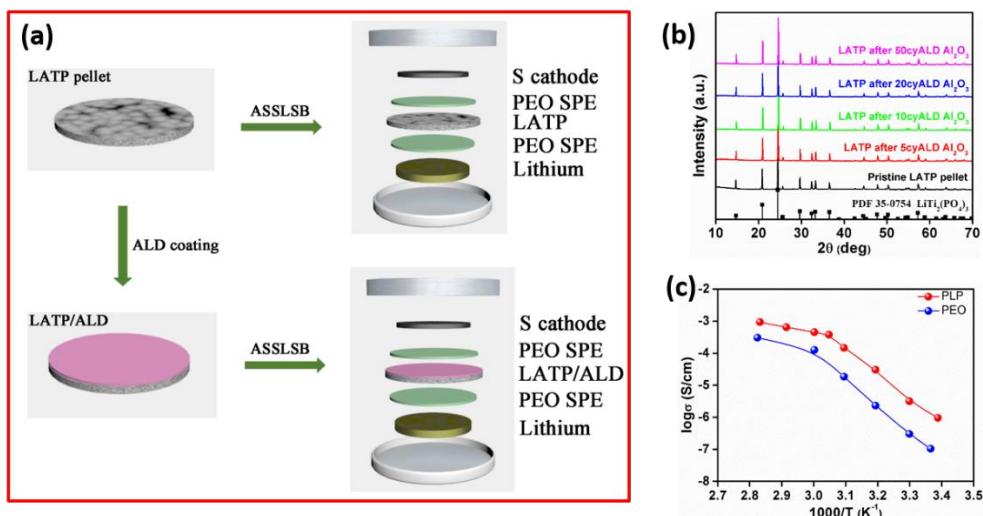 (a)
LATP pellet
ASSLSB
S cathode
PEO SPE
LATP
PEO SPE
Lithium
ALD coating
LATP/ALD
ASSLSB
S cathode
PEO SPE
LATP/ALD
PEO SPE
Lithium
(b)
Intensity (a.u.)
LATP after 50cyALD Al₂O₃
LATP after 20cyALD Al₂O₃
LATP after 10cyALD Al₂O₃
LATP after 5cyALD Al₂O₃
Pristine LATP pellet
PDF 35-0754 LiTi₂(PO₄)₃
10 20 30 40 50 60 70
2θ (deg)
(c)
logσ (S/cm)
-2
-3
-4
-5
-6
-7
-8
PLP
PEO
2.7 2.8 2.9 3.0 3.1 3.2 3.3 3.4 3.5
1000/T (K⁻¹)